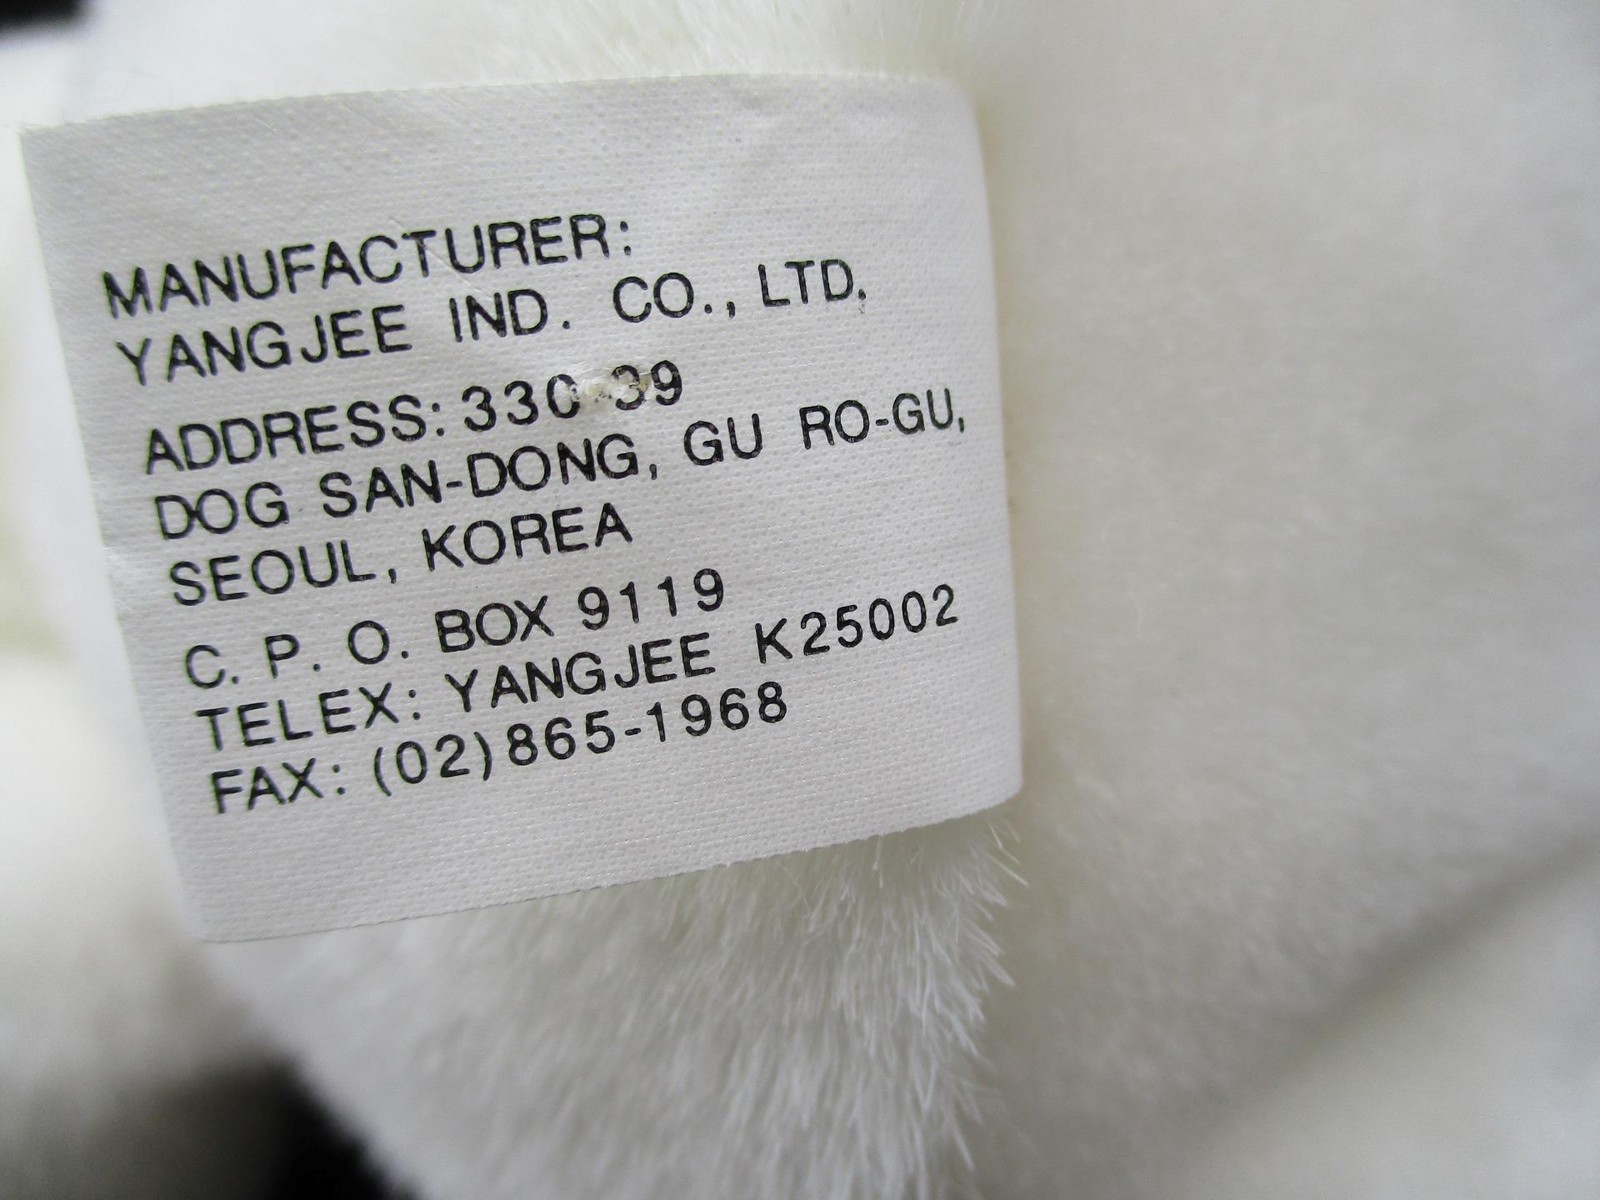 MANUFACTURER:
YANGJEE IND. CO., LTD.
ADDRESS: 330 39
DOG SAN-DONG, GU RO-GU,
SEOUL, KOREA
C. P. O. BOX 9119
TELEX: YANGJEE K25002
FAX: (02)865-1968